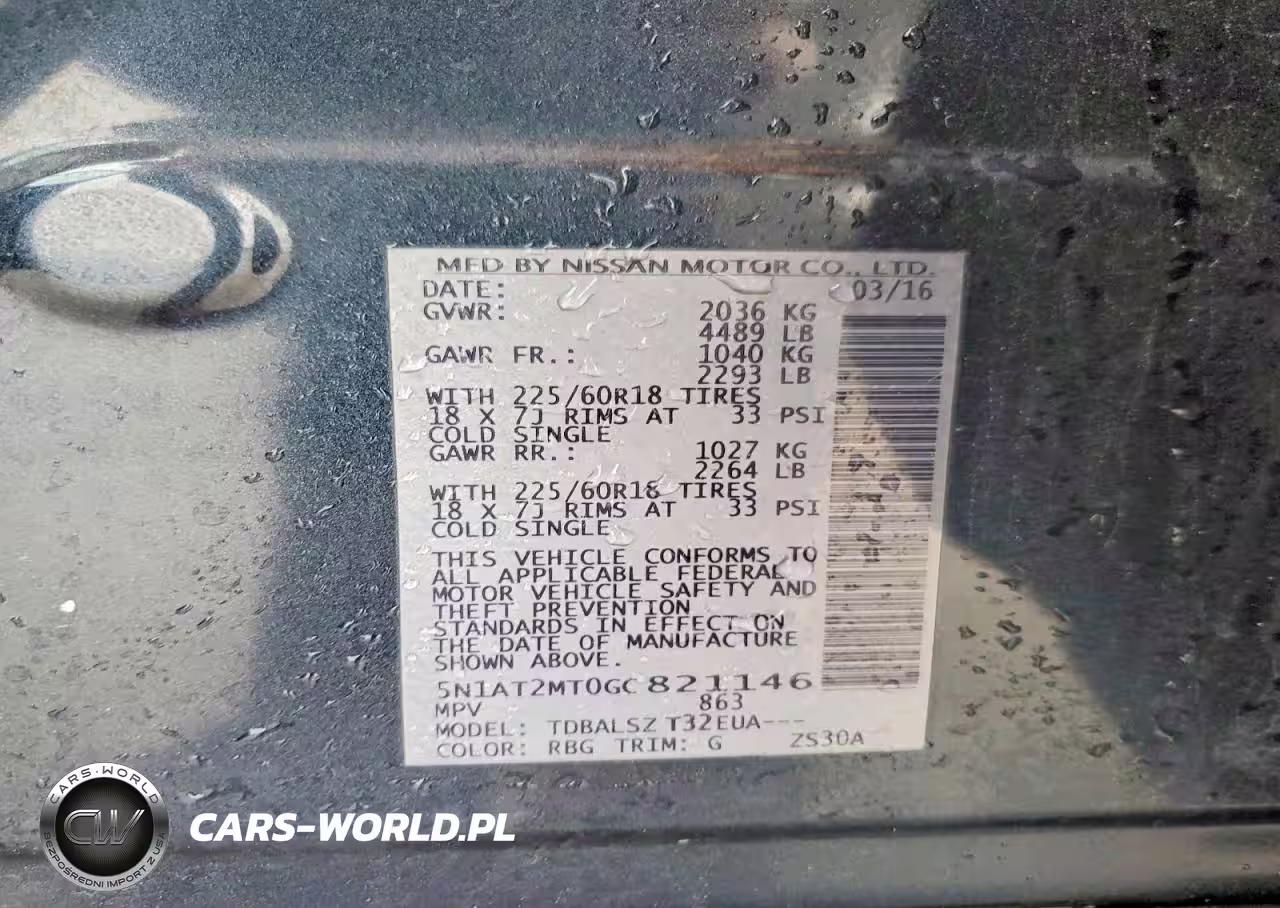 MFD BY NISSAN MOTOR CO., LTD.
DATE: 03/16
GVWR: 2036 KG
4489 LB
GAWR FR.: 1040 KG
2293 LB
WITH 225/60R18 TIRES
18 X 7J RIMS AT 33 PSI
COLD SINGLE
GAWR RR.: 1027 KG
2264 LB
WITH 225/60R18 TIRES
18 X 7J RIMS AT 33 PSI
COLD SINGLE
THIS VEHICLE CONFORMS TO
ALL APPLICABLE FEDERAL
MOTOR VEHICLE SAFETY AND
THEFT PREVENTION
STANDARDS IN EFFECT ON
THE DATE OF MANUFACTURE
SHOWN ABOVE.
5N1AT2MT0GC821146
MPV 863
MODEL: TDBALSZ T32EUA---
COLOR: RBG TRIM: G ZS30A
CARS-WORLD
CW
BEZPOŚREDNI IMPORT Z USA
CARS-WORLD.PL